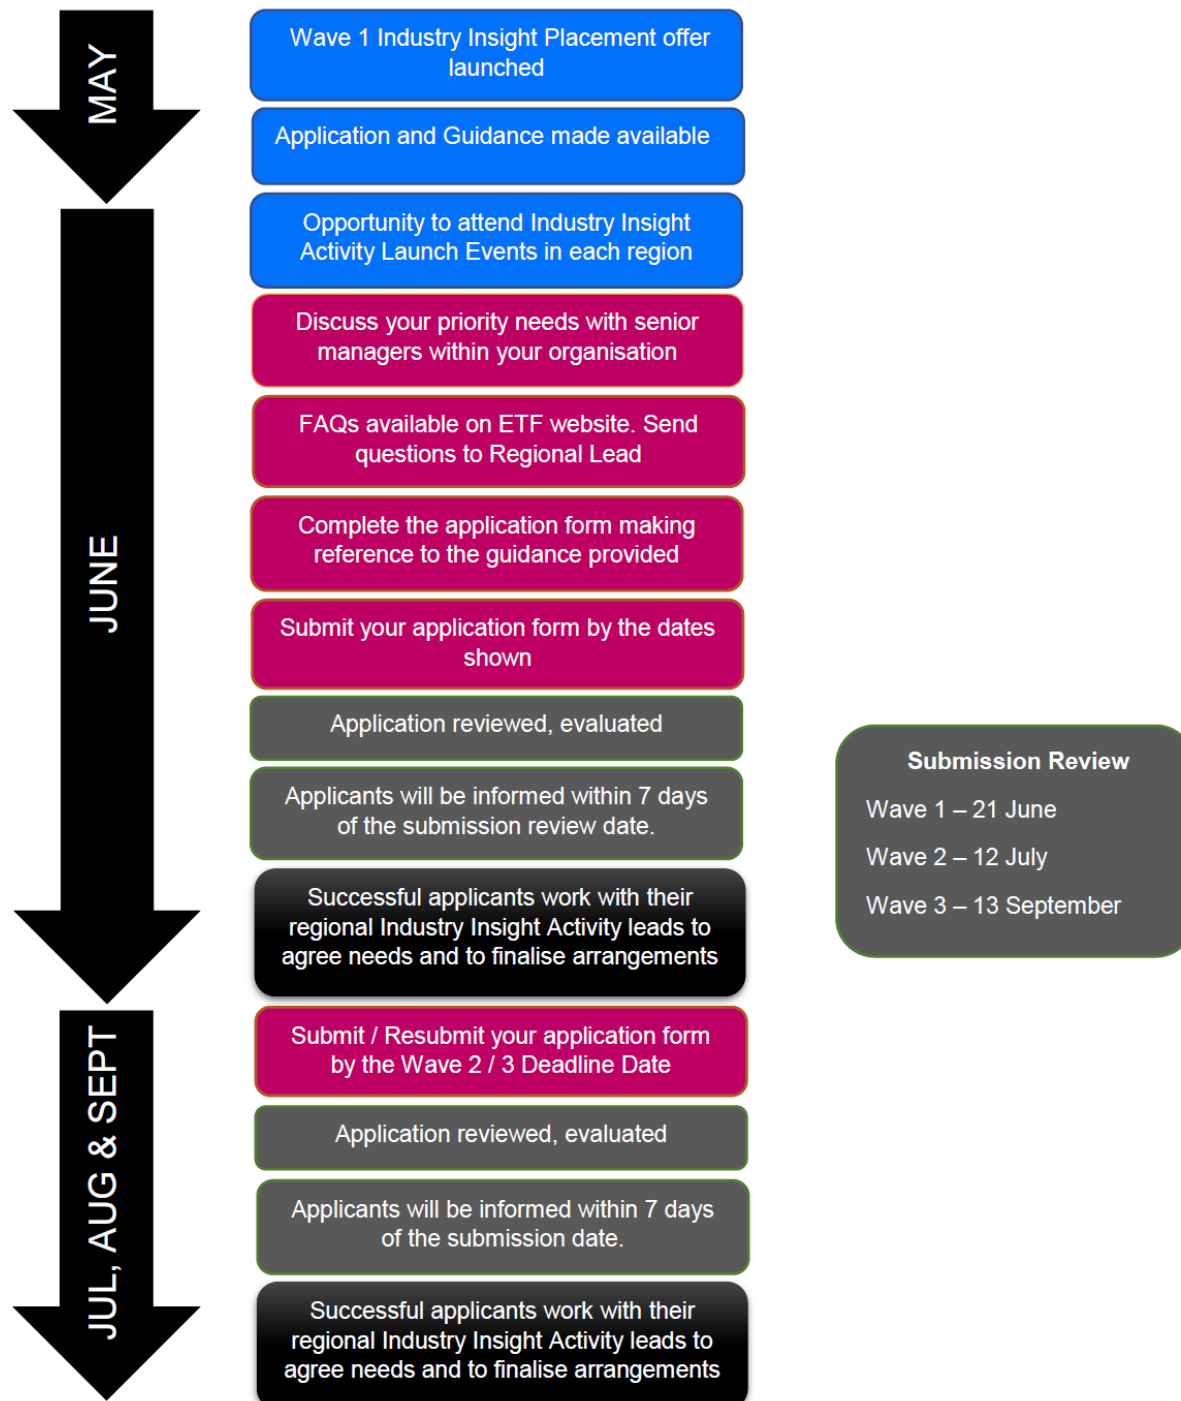 MAY
Wave 1 Industry Insight Placement offer
launched
Application and Guidance made available
JUNE
Opportunity to attend Industry Insight
Activity Launch Events in each region
Discuss your priority needs with senior
managers within your organisation
FAQs available on ETF website. Send
questions to Regional Lead
Complete the application form making
reference to the guidance provided
Submit your application form by the dates
shown
Application reviewed, evaluated
Applicants will be informed within 7 days
of the submission review date.
Submission Review
Wave 1 – 21 June
Wave 2 – 12 July
Wave 3 – 13 September
Successful applicants work with their
regional Industry Insight Activity leads to
agree needs and to finalise arrangements
JUL, AUG & SEPT
Submit / Resubmit your application form
by the Wave 2 / 3 Deadline Date
Application reviewed, evaluated
Applicants will be informed within 7 days
of the submission date.
Successful applicants work with their
regional Industry Insight Activity leads to
agree needs and to finalise arrangements